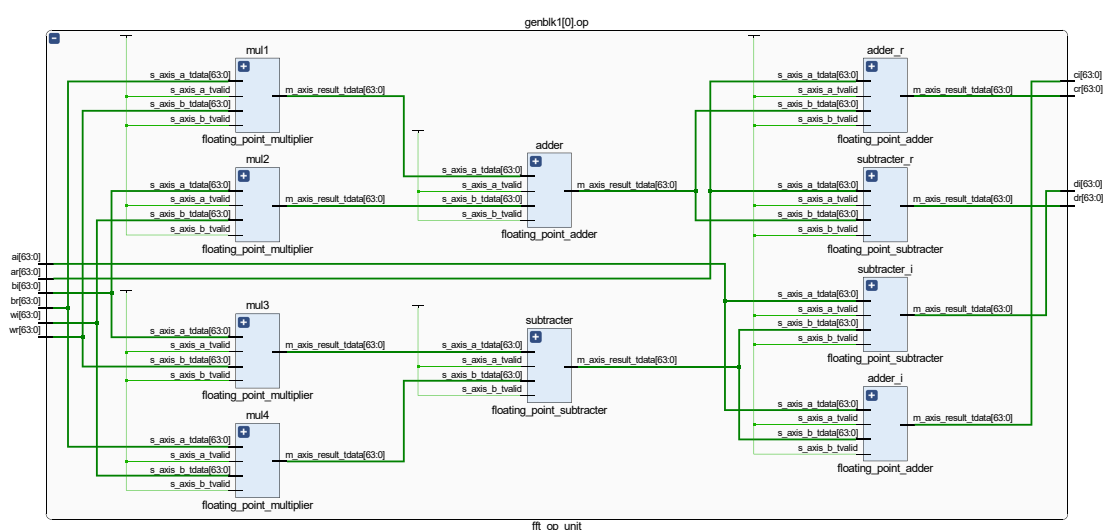 genblk1[0].op
mul1
s_axis_a_tdata[63:0]
s_axis_a_tvalid
s_axis_b_tdata[63:0]
s_axis_b_tvalid
m_axis_result_tdata[63:0]
floating_point_multiplier
mul2
s_axis_a_tdata[63:0]
s_axis_a_tvalid
s_axis_b_tdata[63:0]
s_axis_b_tvalid
m_axis_result_tdata[63:0]
floating_point_multiplier
ai[63:0]
ar[63:0]
bi[63:0]
br[63:0]
wi[63:0]
wr[63:0]
mul3
s_axis_a_tdata[63:0]
s_axis_a_tvalid
s_axis_b_tdata[63:0]
s_axis_b_tvalid
m_axis_result_tdata[63:0]
floating_point_multiplier
mul4
s_axis_a_tdata[63:0]
s_axis_a_tvalid
s_axis_b_tdata[63:0]
s_axis_b_tvalid
m_axis_result_tdata[63:0]
floating_point_multiplier
adder
s_axis_a_tdata[63:0]
s_axis_a_tvalid
s_axis_b_tdata[63:0]
s_axis_b_tvalid
m_axis_result_tdata[63:0]
floating_point_adder
subtracter
s_axis_a_tdata[63:0]
s_axis_a_tvalid
s_axis_b_tdata[63:0]
s_axis_b_tvalid
m_axis_result_tdata[63:0]
floating_point_subtracter
adder_r
s_axis_a_tdata[63:0]
s_axis_a_tvalid
s_axis_b_tdata[63:0]
s_axis_b_tvalid
m_axis_result_tdata[63:0]
floating_point_adder
subtracter_r
s_axis_a_tdata[63:0]
s_axis_a_tvalid
s_axis_b_tdata[63:0]
s_axis_b_tvalid
m_axis_result_tdata[63:0]
floating_point_subtracter
subtracter_i
s_axis_a_tdata[63:0]
s_axis_a_tvalid
s_axis_b_tdata[63:0]
s_axis_b_tvalid
m_axis_result_tdata[63:0]
floating_point_subtracter
adder_i
s_axis_a_tdata[63:0]
s_axis_a_tvalid
s_axis_b_tdata[63:0]
s_axis_b_tvalid
m_axis_result_tdata[63:0]
floating_point_adder
ci[63:0]
cr[63:0]
di[63:0]
dr[63:0]
fft_op_unit